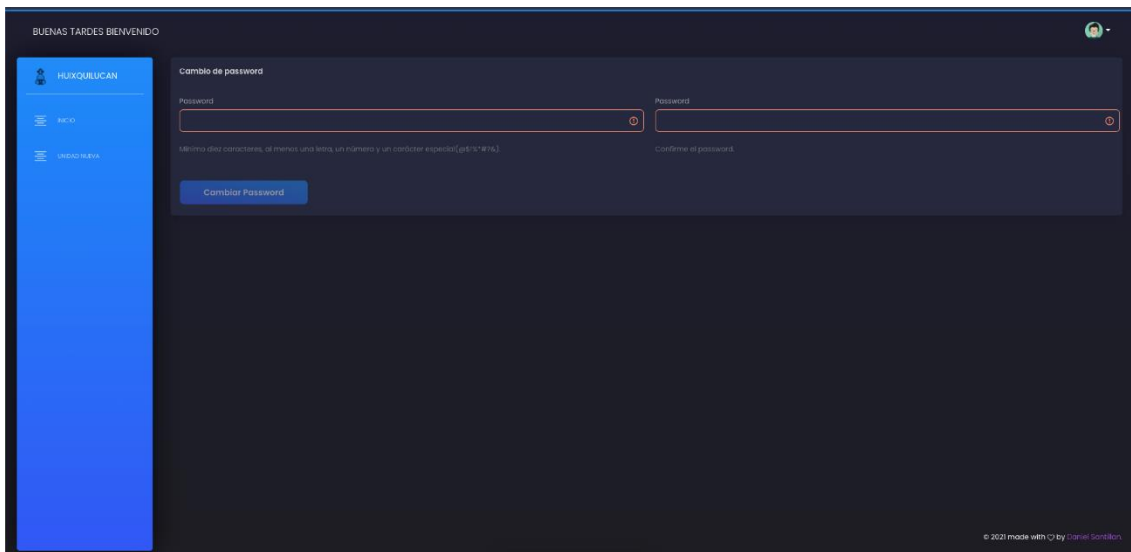 BUENAS TARDES BIENVENIDO
HUIXQUILUCAN
INICIO
UNIDAD NUEVA
Cambio de password
Password
Password
Mínimo diez caracteres, al menos una letra, un número y un carácter especial(@$!%*#?&).
Confirme el password.
Cambiar Password
© 2021 made with ♡ by Daniel Santillan.